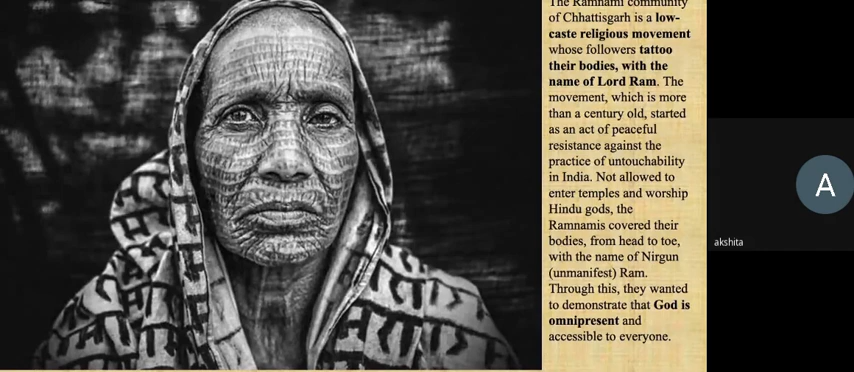 The Ramnami community
of Chhattisgarh is a low-
caste religious movement
whose followers tattoo
their bodies, with the
name of Lord Ram. The
movement, which is more
than a century old, started
as an act of peaceful
resistance against the
practice of untouchability
in India. Not allowed to
enter temples and worship
Hindu gods, the
Ramnamis covered their
bodies, from head to toe,
with the name of Nirgun
(unmanifest) Ram.
Through this, they wanted
to demonstrate that God is
omnipresent and
accessible to everyone.
A
akshita